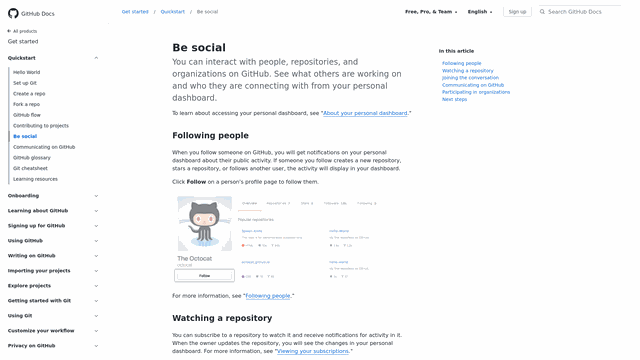 GitHub Docs
Get started / Quickstart / Be social
Free, Pro, & Team
English
Sign up
Search GitHub Docs
All products
Get started
Quickstart
Hello World
Set up Git
Create a repo
Fork a repo
GitHub flow
Contributing to projects
Be social
Communicating on GitHub
GitHub glossary
Git cheatsheet
Learning resources
Onboarding
Learning about GitHub
Signing up for GitHub
Using GitHub
Writing on GitHub
Importing your projects
Explore projects
Getting started with Git
Using Git
Customize your workflow
Privacy on GitHub
Be social
You can interact with people, repositories, and
organizations on GitHub. See what others are working on
and who they are connecting with from your personal
dashboard.
To learn about accessing your personal dashboard, see "About your personal dashboard."
Following people
When you follow someone on GitHub, you will get notifications on your personal
dashboard about their public activity. If someone you follow creates a new repository,
stars a repository, or follows another user, the activity will display in your dashboard.
Click Follow on a person's profile page to follow them.
Popular repositories
The Octocat
Follow
For more information, see "Following people."
Watching a repository
You can subscribe to a repository to watch it and receive notifications for activity in it.
When the owner updates the repository, you will see the changes in your personal
dashboard. For more information, see "Viewing your subscriptions."
In this article
Following people
Watching a repository
Joining the conversation
Communicating on GitHub
Participating in organizations
Next steps